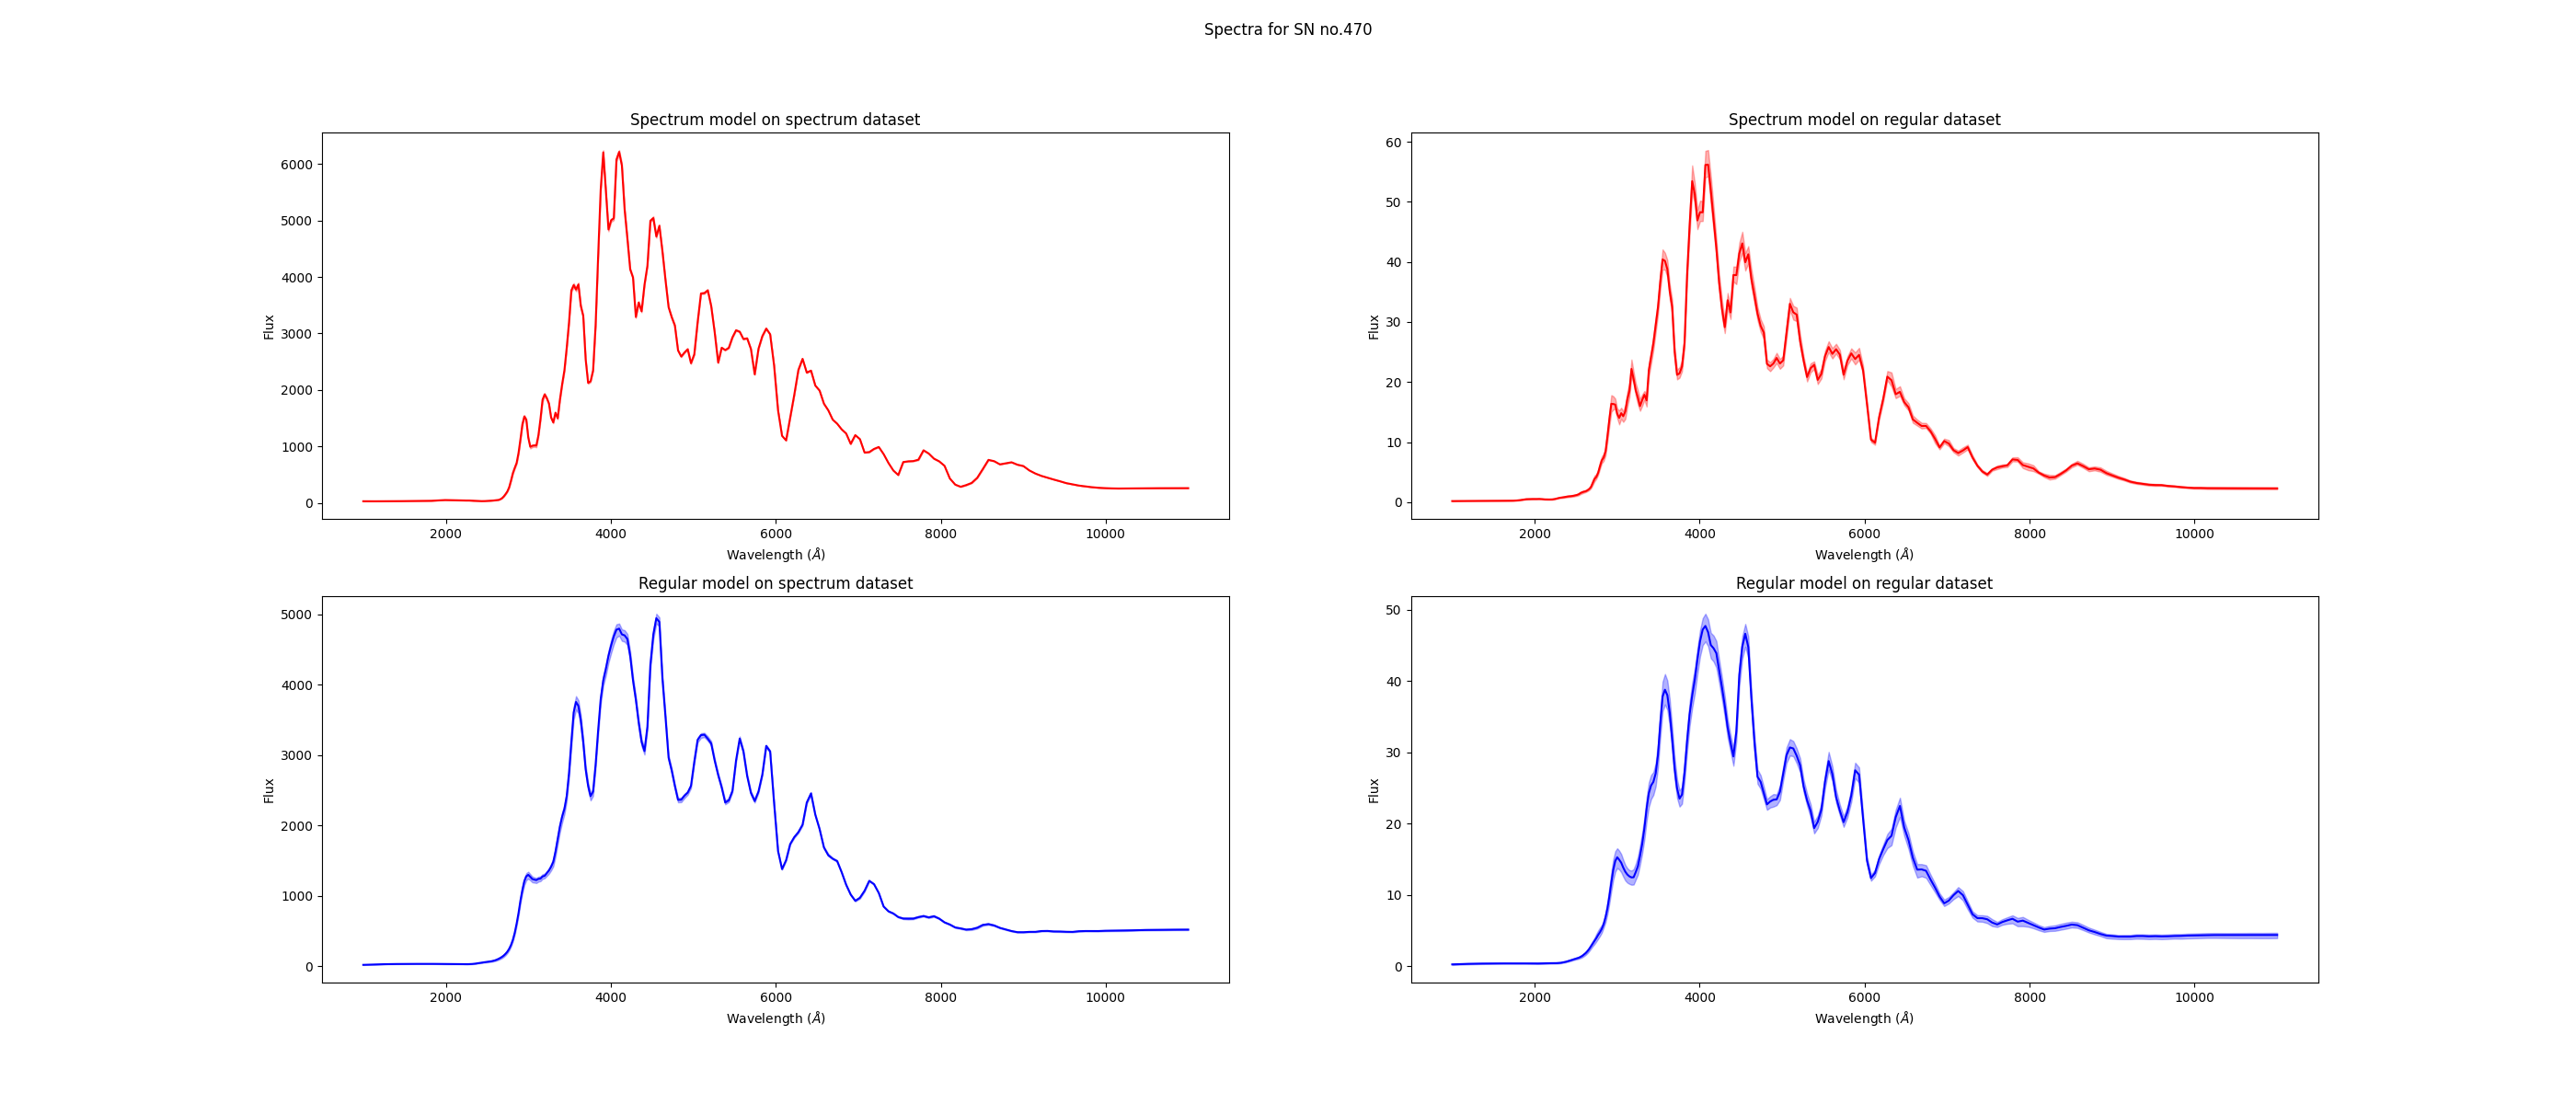 Spectra for SN no.470
Spectrum model on spectrum dataset
6000
5000
4000
3000
2000
1000
0
Flux
2000 4000 6000 8000 10000
Wavelength (Å)
Spectrum model on regular dataset
60
50
40
30
20
10
0
Flux
2000 4000 6000 8000 10000
Wavelength (Å)
Regular model on spectrum dataset
5000
4000
3000
2000
1000
0
Flux
2000 4000 6000 8000 10000
Wavelength (Å)
Regular model on regular dataset
50
40
30
20
10
0
Flux
2000 4000 6000 8000 10000
Wavelength (Å)